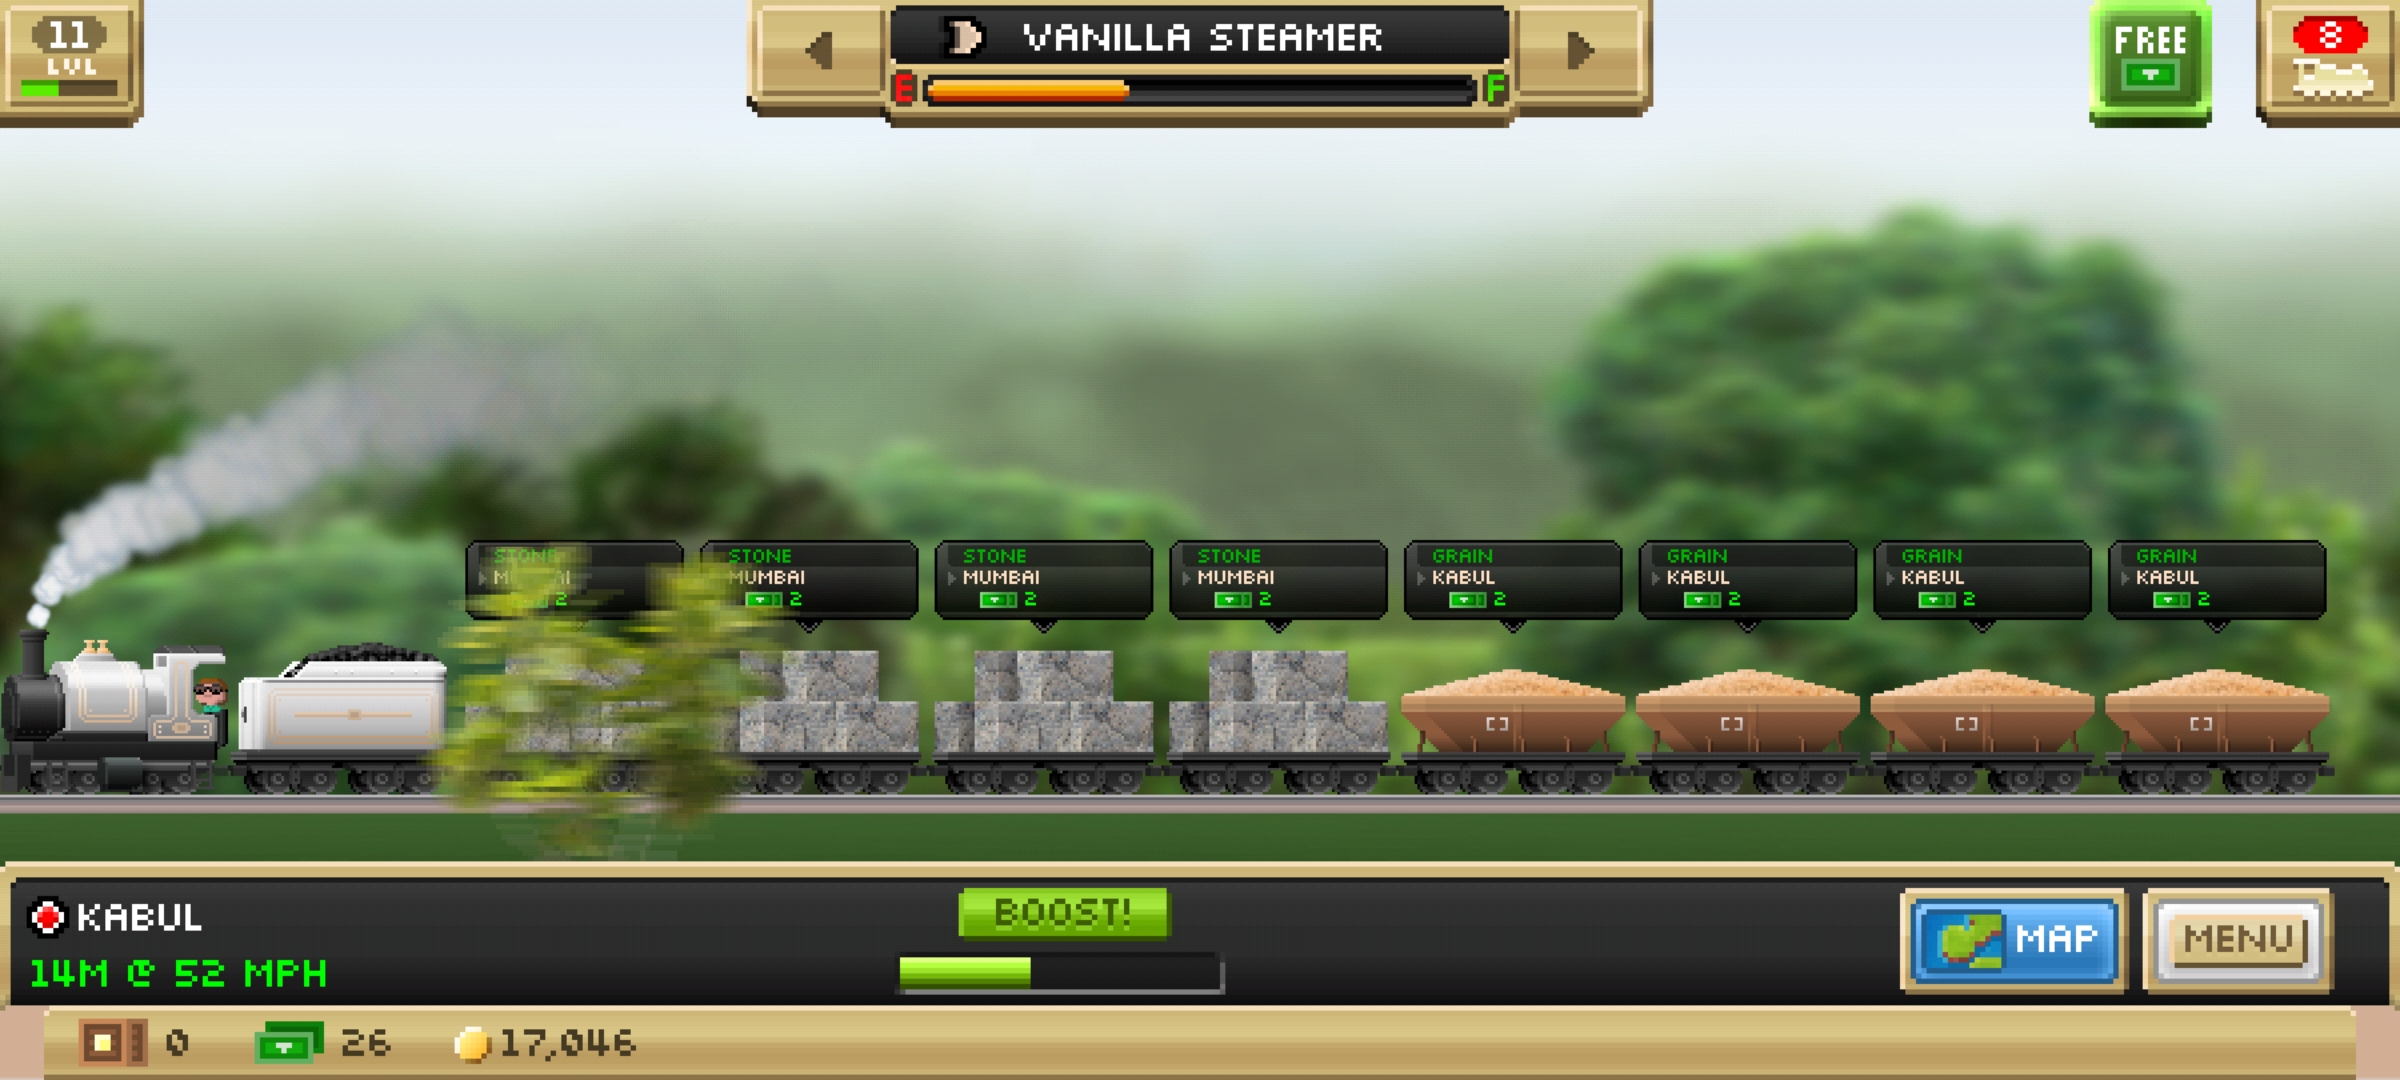 11
LVL
VANILLA STEAMER
E
F
FREE
8
STONE
2
STONE
MUMBAI
2
STONE
MUMBAI
2
STONE
MUMBAI
2
GRAIN
KABUL
2
GRAIN
KABUL
2
GRAIN
KABUL
2
GRAIN
KABUL
2
KABUL
14M @ 52 MPH
BOOST!
MAP
MENU
0
26
17,046